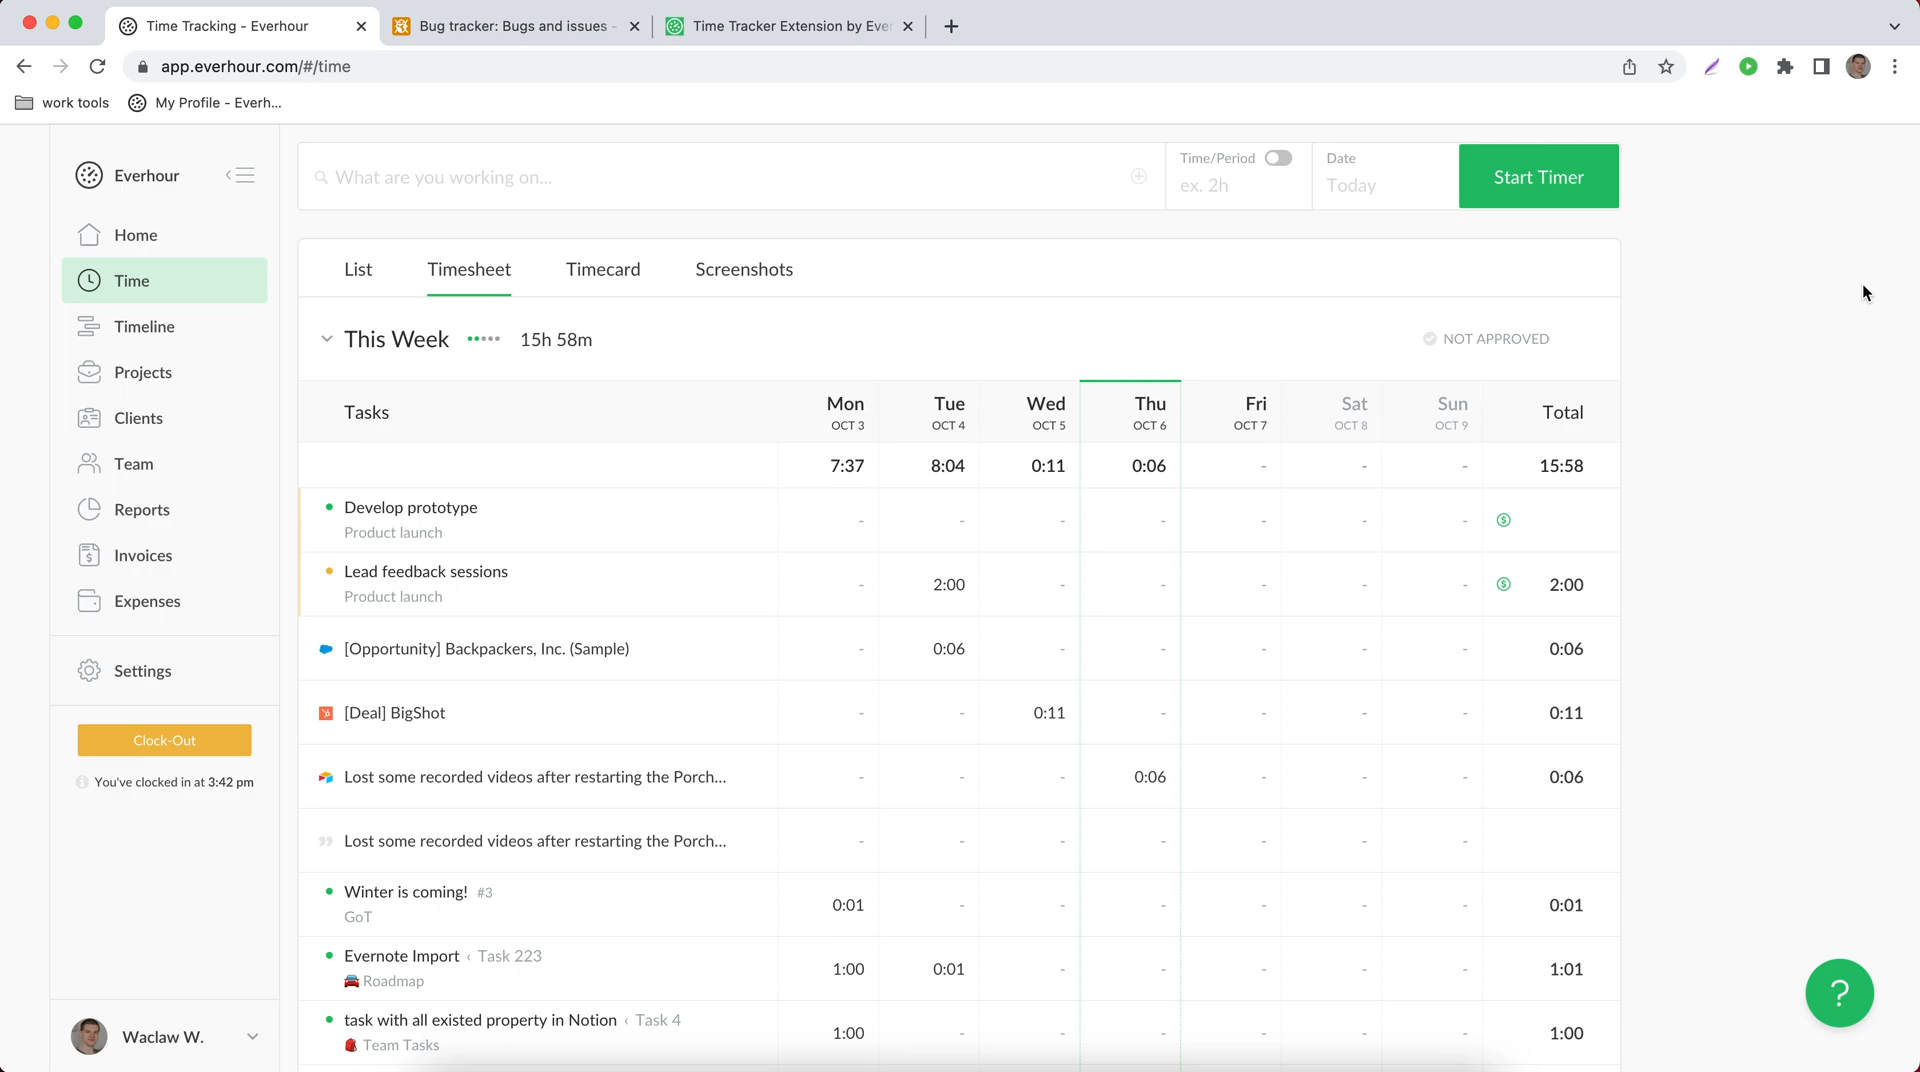 Time Tracking - Everhour
Bug tracker: Bugs and issues -
Time Tracker Extension by Eve
app.everhour.com/#/time
work tools
My Profile - Everh...
Everhour
Home
Time
Timeline
Projects
Clients
Team
Reports
Invoices
Expenses
Settings
Clock-Out
You've clocked in at 3:42 pm
Waclaw W.
What are you working on...
Time/Period
ex. 2h
Date
Today
Start Timer
List Timesheet Timecard Screenshots
This Week 15h 58m NOT APPROVED
Tasks Mon Tue Wed Thu Fri Sat Sun Total
OCT 3 OCT 4 OCT 5 OCT 6 OCT 7 OCT 8 OCT 9
7:37 8:04 0:11 0:06 - - - 15:58
Develop prototype
Product launch
- - - - - - -
Lead feedback sessions
Product launch
- 2:00 - - - - - 2:00
[Opportunity] Backpackers, Inc. (Sample) - 0:06 - - - - - 0:06
[Deal] BigShot - - 0:11 - - - - 0:11
Lost some recorded videos after restarting the Porch... - - - 0:06 - - - 0:06
Lost some recorded videos after restarting the Porch... - - - - - - -
Winter is coming! #3
GoT
0:01 - - - - - - 0:01
Evernote Import ‹ Task 223
Roadmap
1:00 0:01 - - - - - 1:01
task with all existed property in Notion ‹ Task 4
Team Tasks
1:00 - - - - - - 1:00
?